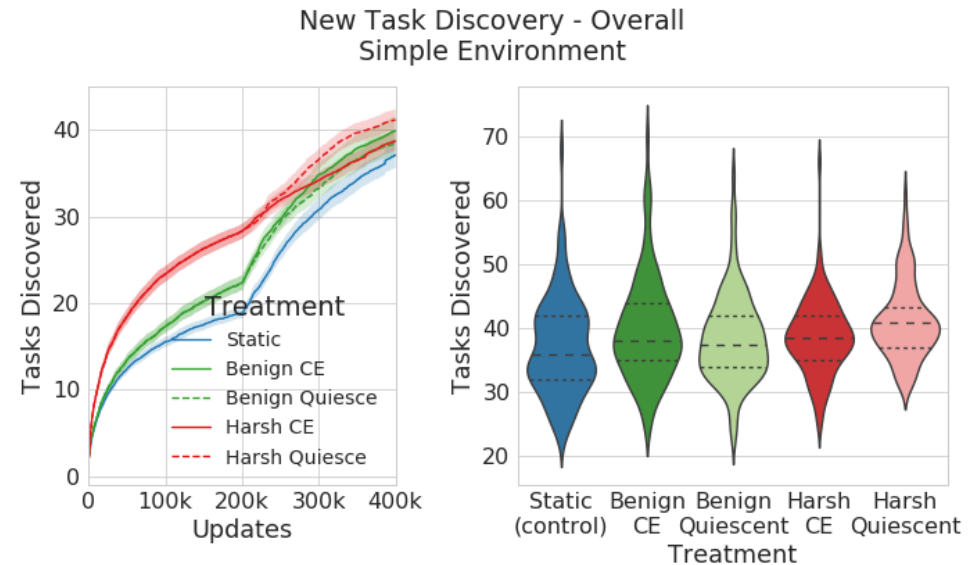 New Task Discovery - Overall
Simple Environment
Tasks Discovered
40
30
20
10
0
0
100k
200k
300k
400k
Updates
Treatment
Static
Benign CE
Benign Quiesce
Harsh CE
Harsh Quiesce
Tasks Discovered
70
60
50
40
30
20
Static
(control)
Benign
CE
Benign
Quiescent
Harsh
CE
Harsh
Quiescent
Treatment